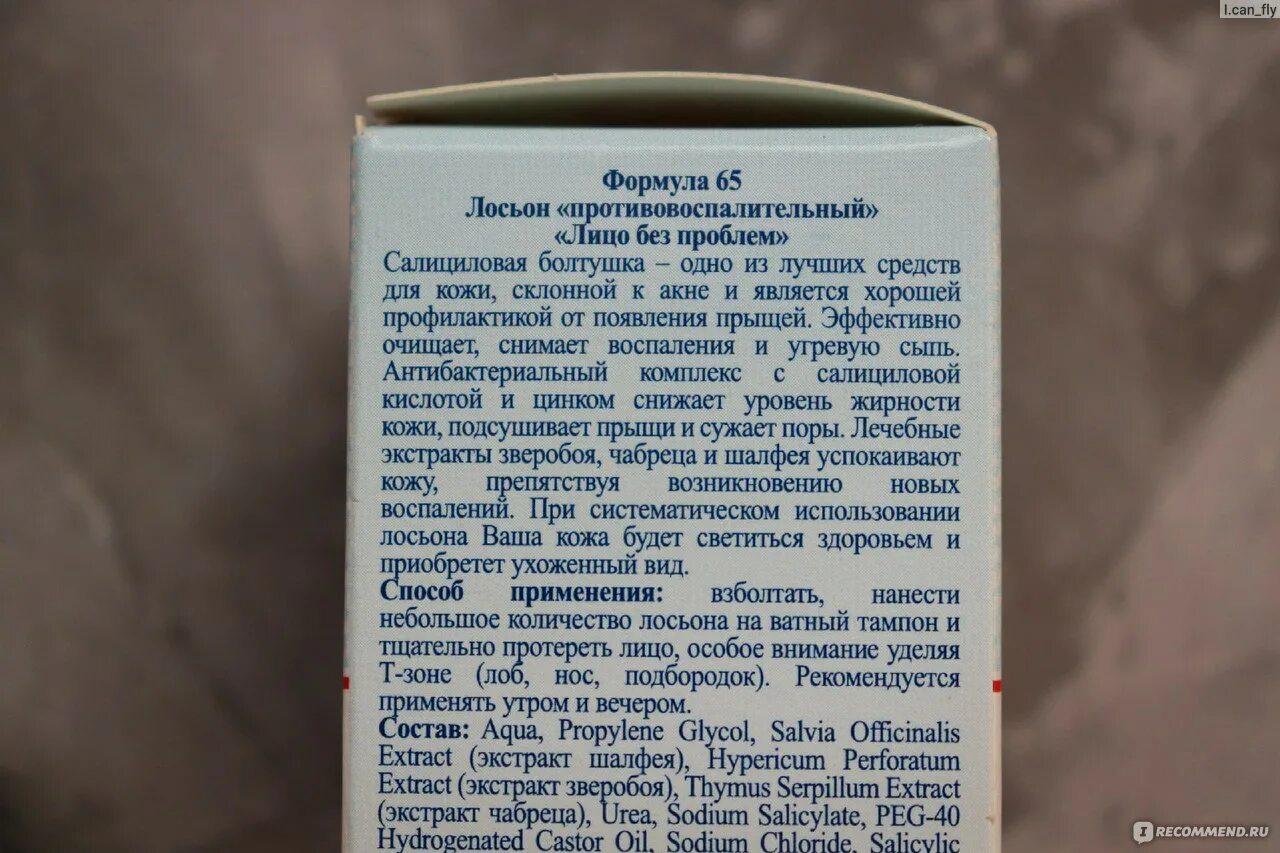 I.can_fly
Формула 65
Лосьон «противовоспалительный»
«Лицо без проблем»
Салициловая болтушка – одно из лучших средств
для кожи, склонной к акне и является хорошей
профилактикой от появления прыщей. Эффективно
очищает, снимает воспаления и угревую сыпь.
Антибактериальный комплекс с салициловой
кислотой и цинком снижает уровень жирности
кожи, подсушивает прыщи и сужает поры. Лечебные
экстракты зверобоя, чабреца и шалфея успокаивают
кожу, препятствуя возникновению новых
воспалений. При систематическом использовании
лосьона Ваша кожа будет светиться здоровьем и
приобретет ухоженный вид.
Способ применения: взболтать, нанести
небольшое количество лосьона на ватный тампон и
тщательно протереть лицо, особое внимание уделяя
Т-зоне (лоб, нос, подбородок). Рекомендуется
применять утром и вечером.
Состав: Aqua, Propylene Glycol, Salvia Officinalis
Extract (экстракт шалфея), Hypericum Perforatum
Extract (экстракт зверобоя), Thymus Serpillum Extract
(экстракт чабреца), Urea, Sodium Salicylate, PEG-40
Hydrogenated Castor Oil, Sodium Chloride, Salicylic
IRECOMMEND.RU